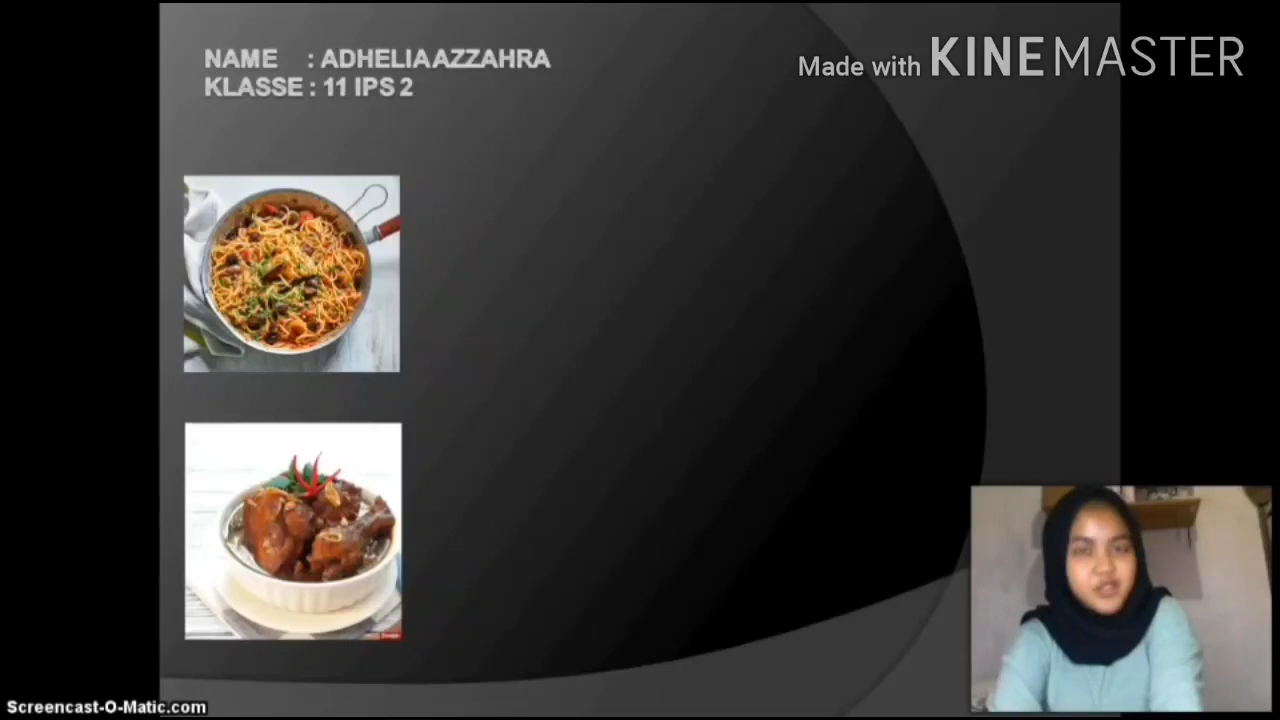 NAME : ADHELIA AZZAHRA
KLASSE : 11 IPS 2
Made with KINEMASTER
Screencast-O-Matic.com